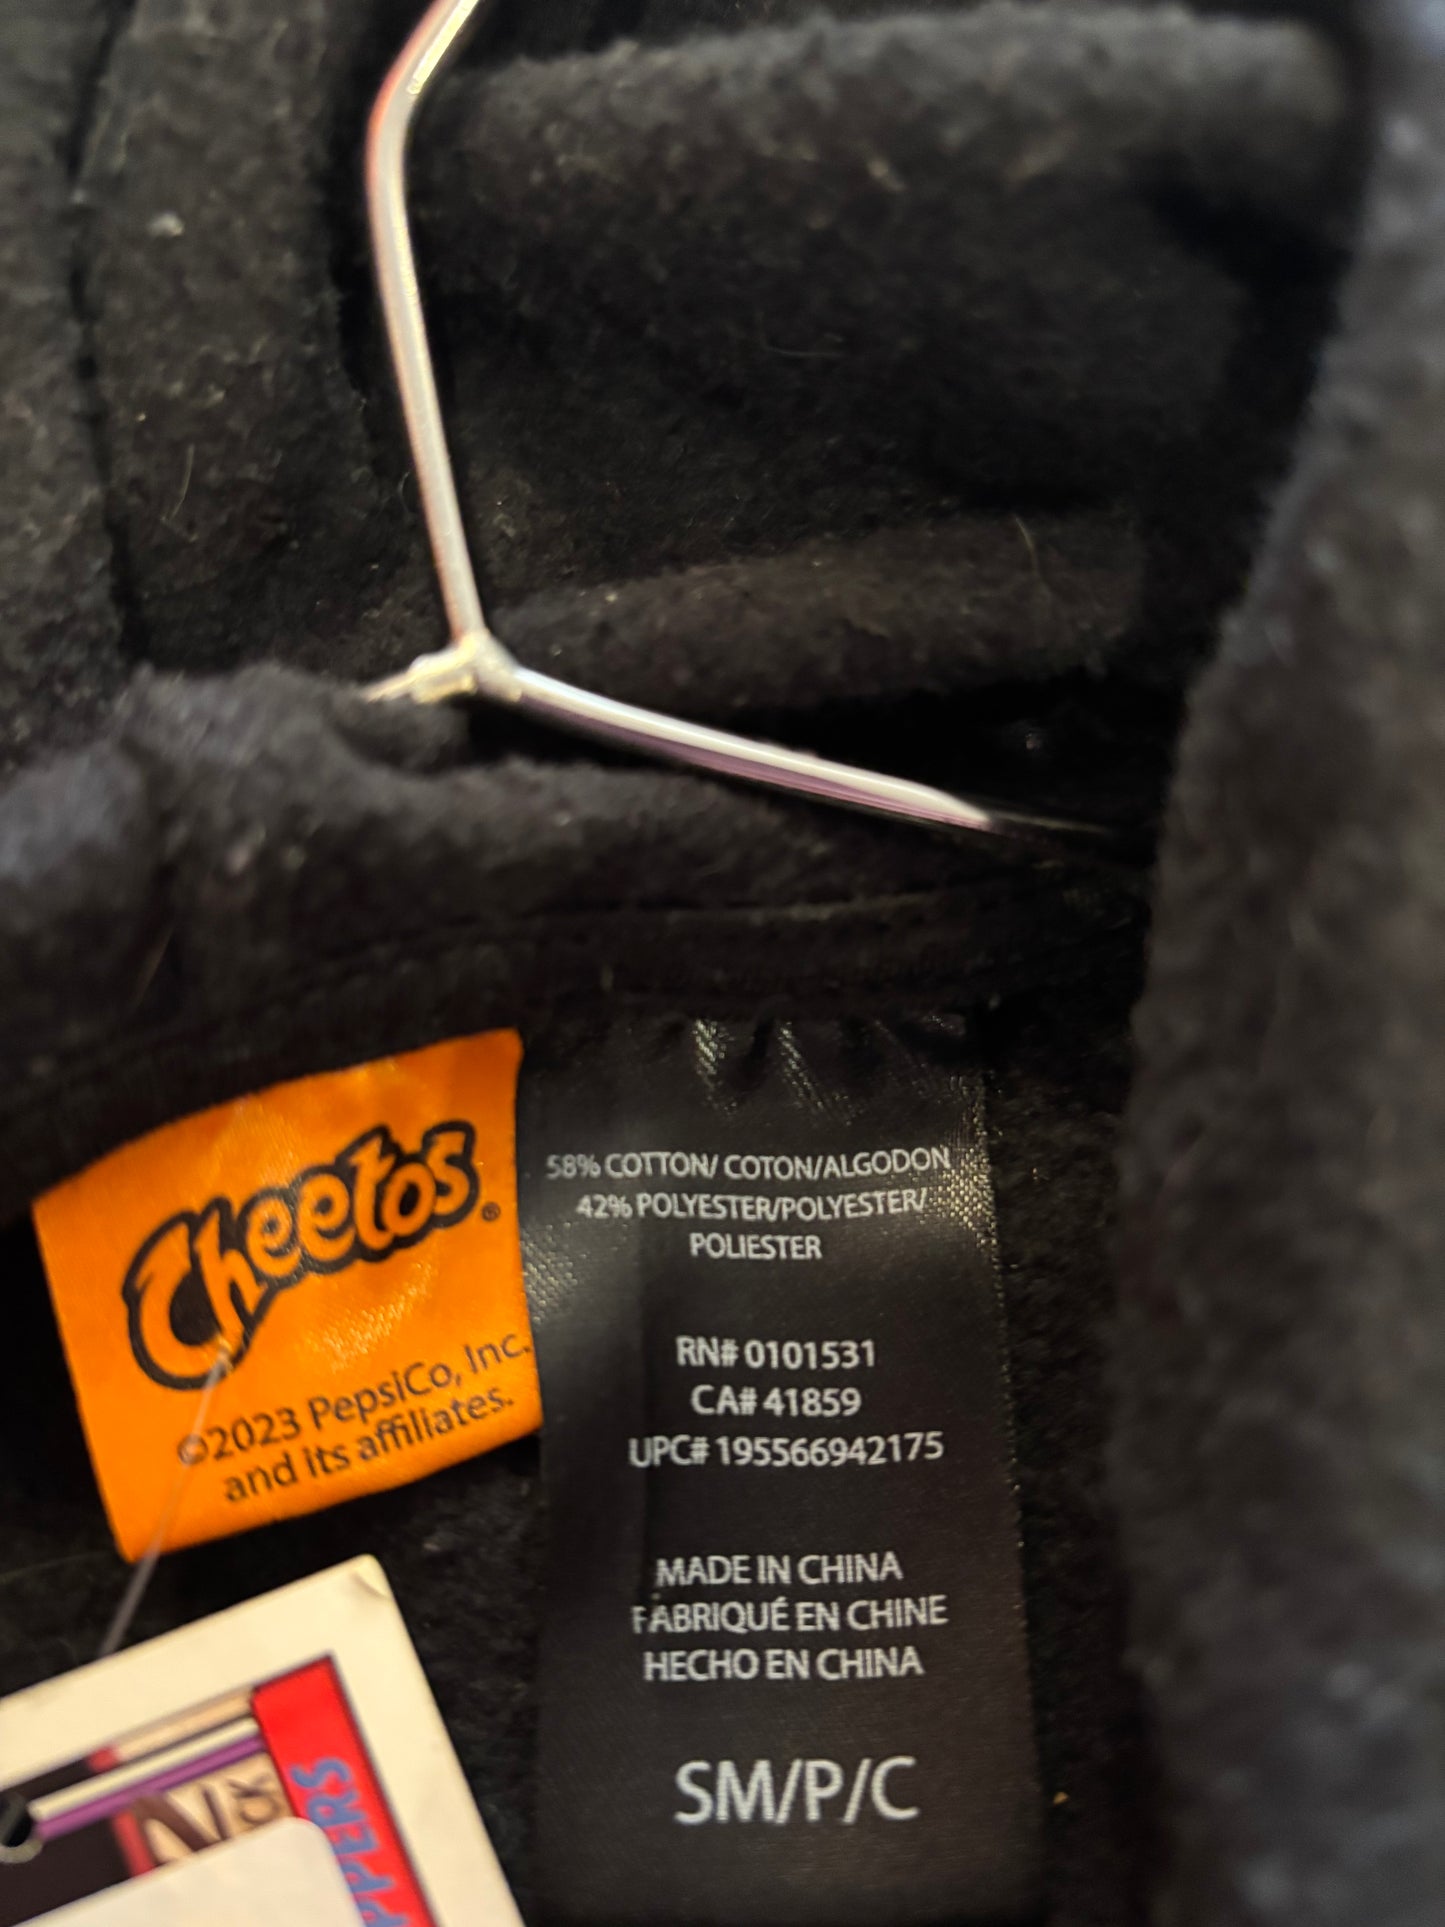 Cheetos®
©2023 PepsiCo, Inc.
and its affiliates.
58% COTTON/ COTON/ALGODON
42% POLYESTER/POLYESTER/
POLIESTER
RN# 0101531
CA# 41859
UPC# 195566942175
MADE IN CHINA
FABRIQUÉ EN CHINE
HECHO EN CHINA
SM/P/C